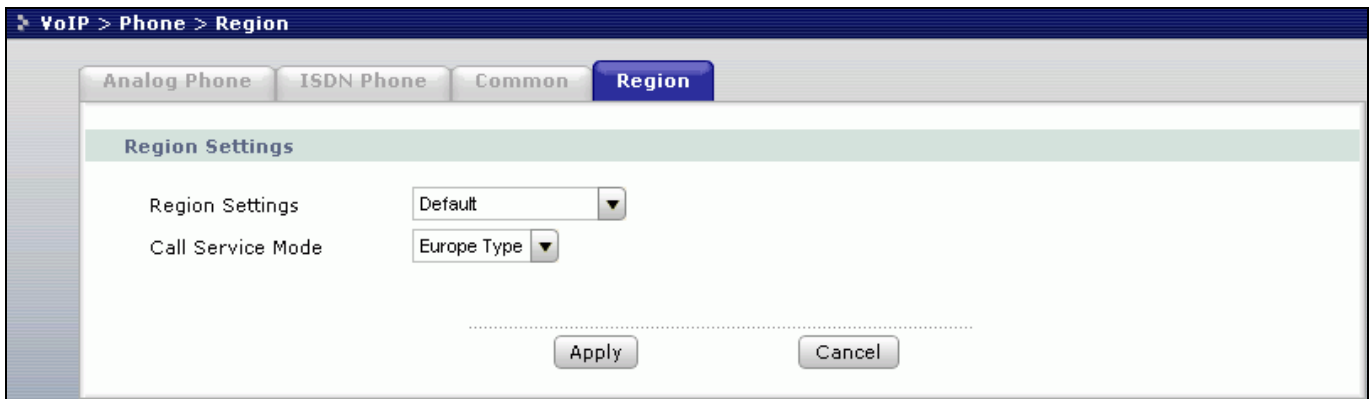 VoIP > Phone > Region
Analog Phone ISDN Phone Common Region
Region Settings
Region Settings Default
Call Service Mode Europe Type
Apply Cancel